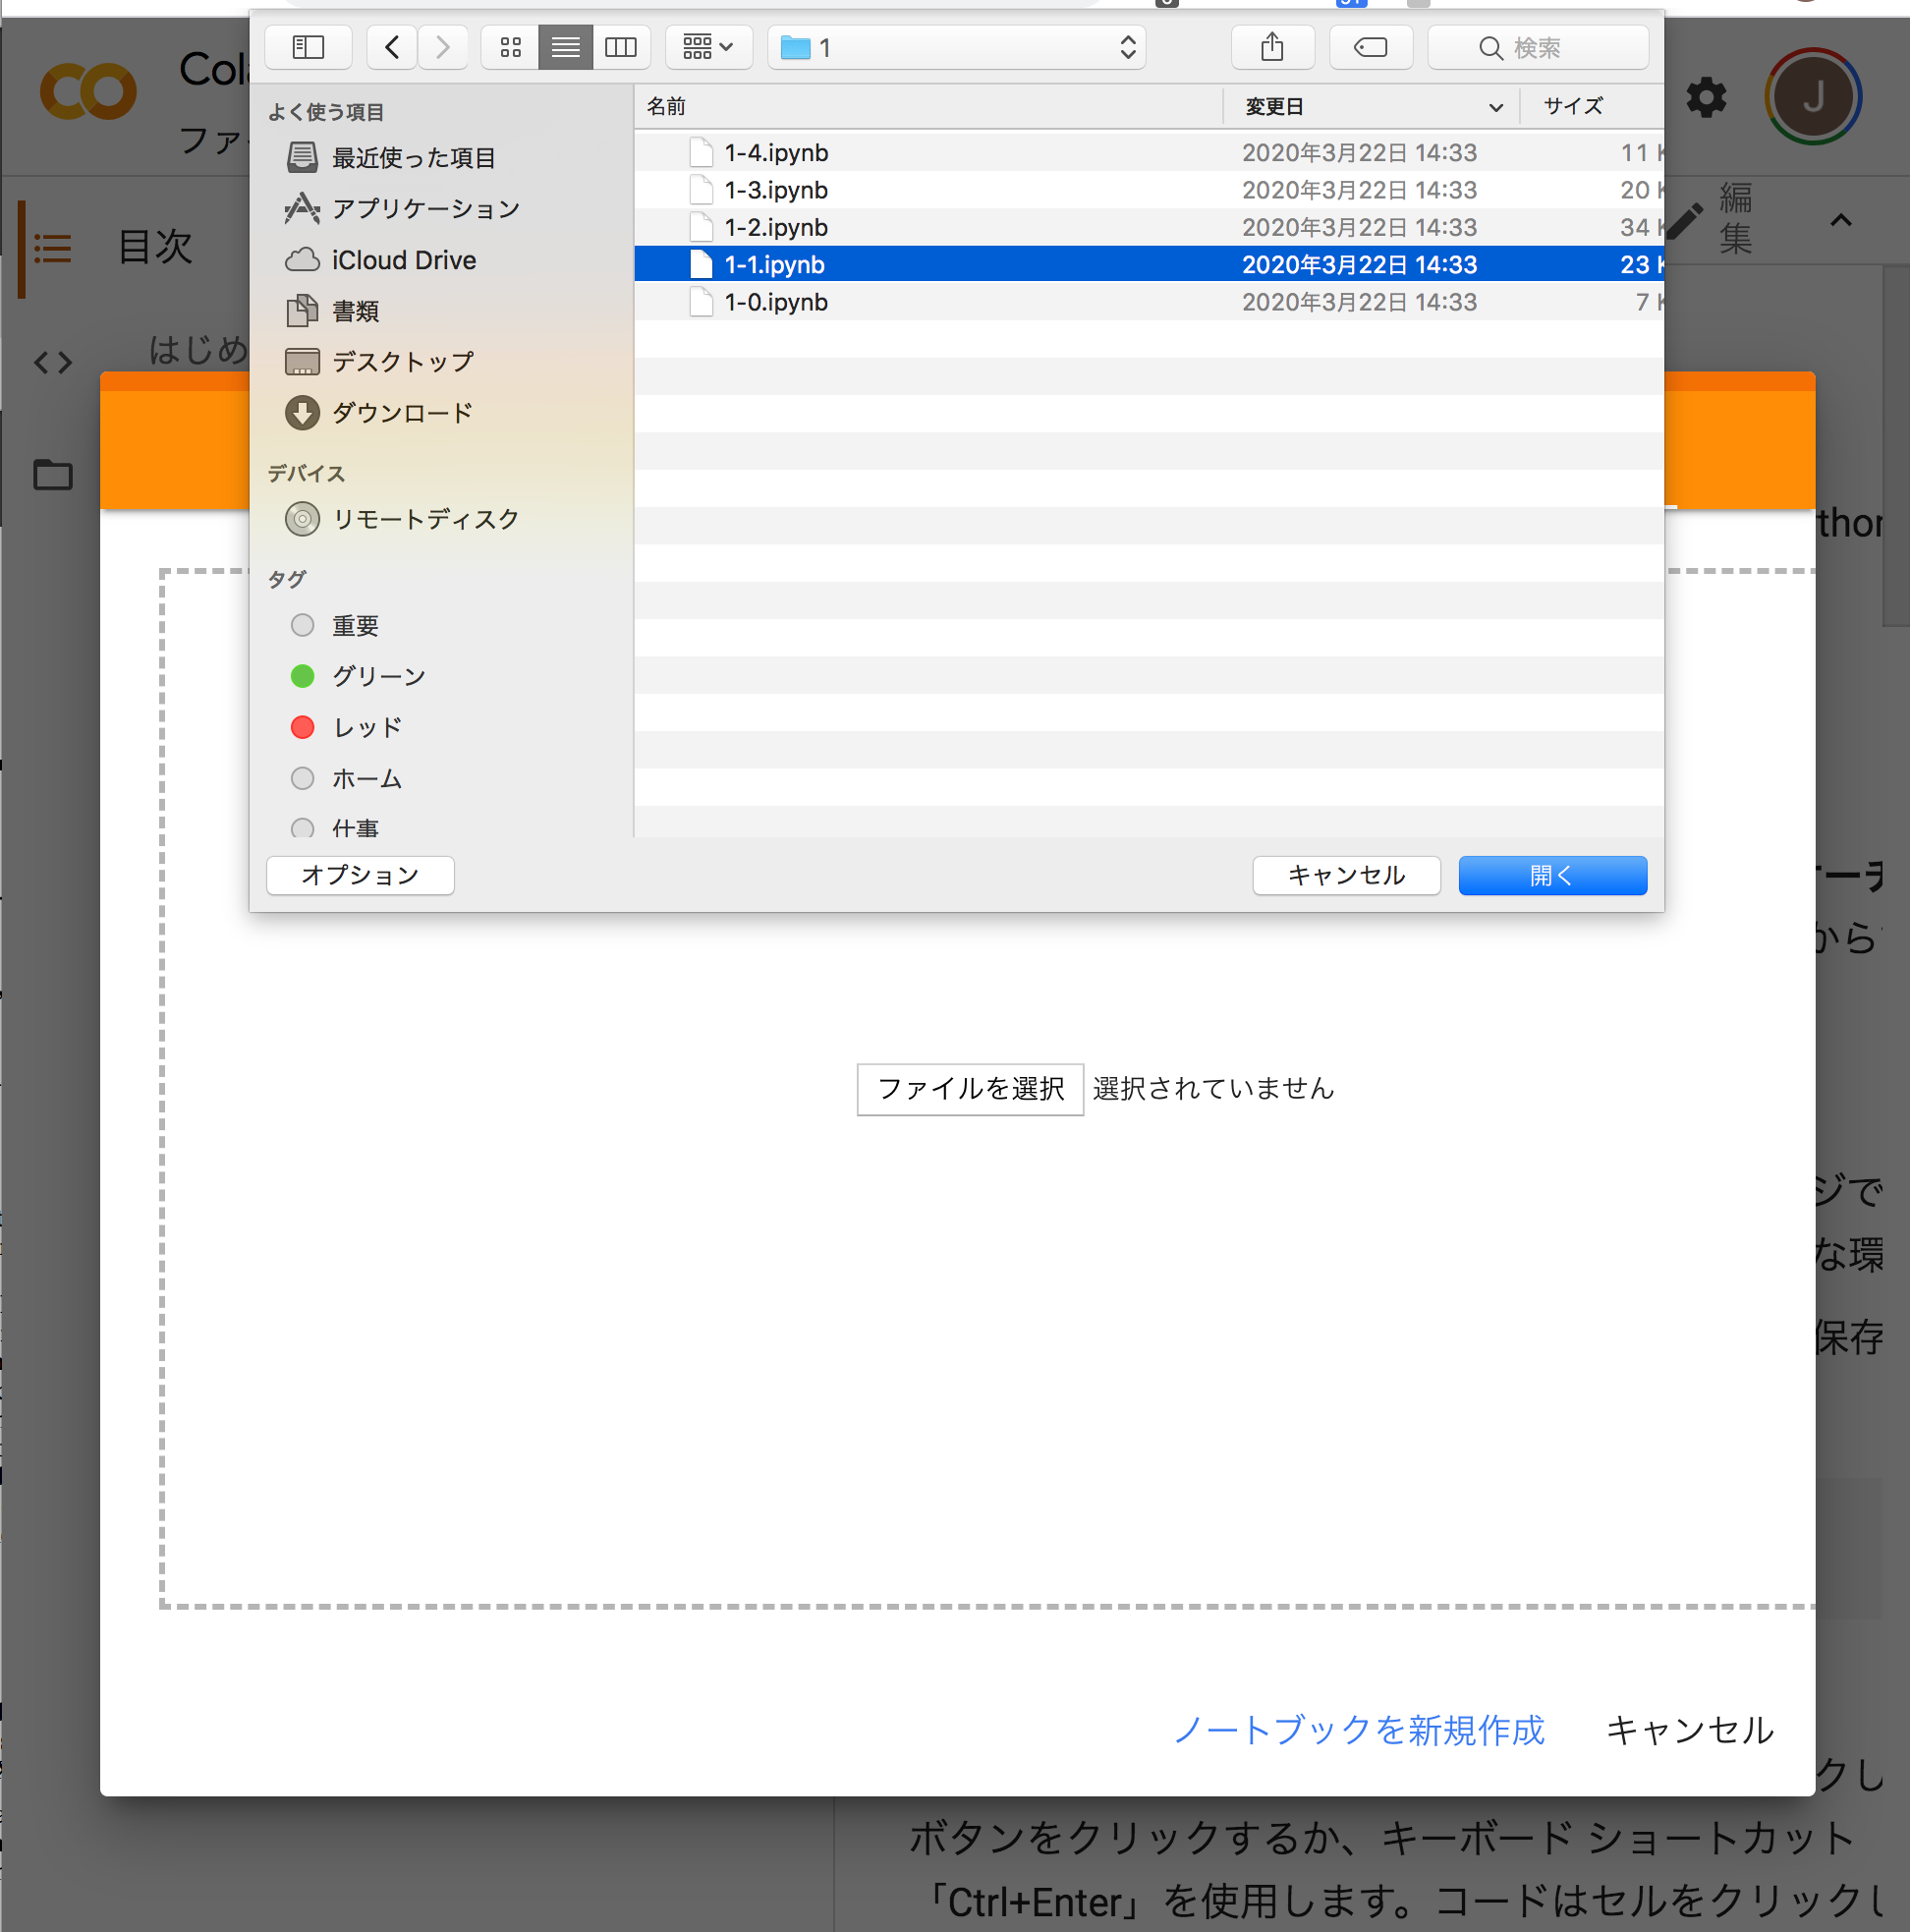 1
検索
Cola
ファ
J
よく使う項目
名前
変更日
サイズ
最近使った項目
アプリケーション
iCloud Drive
書類
デスクトップ
ダウンロード
デバイス
リモートディスク
タグ
重要
グリーン
レッド
ホーム
仕事
1-4.ipynb 2020年3月22日 14:33 11 K
1-3.ipynb 2020年3月22日 14:33 20 K
1-2.ipynb 2020年3月22日 14:33 34 K
1-1.ipynb 2020年3月22日 14:33 23 K
1-0.ipynb 2020年3月22日 14:33 7 K
編集
目次
はじめ
オプション
キャンセル
開く
thon
ーチ
から
ファイルを選択 選択されていません
ジで
な環
保存
ノートブックを新規作成
キャンセル
クし
ボタンをクリックするか、キーボード ショートカット
「Ctrl+Enter」を使用します。コードはセルをクリックし